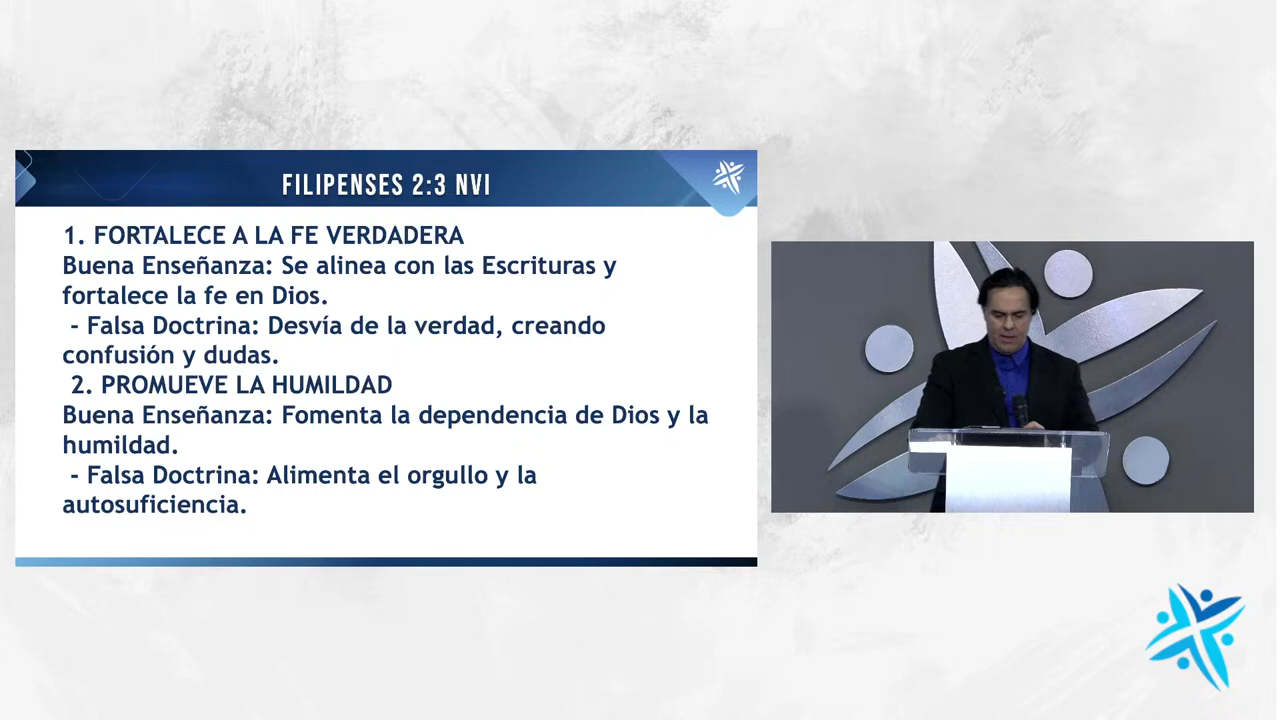 FILIPENSES 2:3 NVI
1. FORTALECE A LA FE VERDADERA
Buena Enseñanza: Se alinea con las Escrituras y
fortalece la fe en Dios.
- Falsa Doctrina: Desvía de la verdad, creando
confusión y dudas.
2. PROMUEVE LA HUMILDAD
Buena Enseñanza: Fomenta la dependencia de Dios y la
humildad.
- Falsa Doctrina: Alimenta el orgullo y la
autosuficiencia.